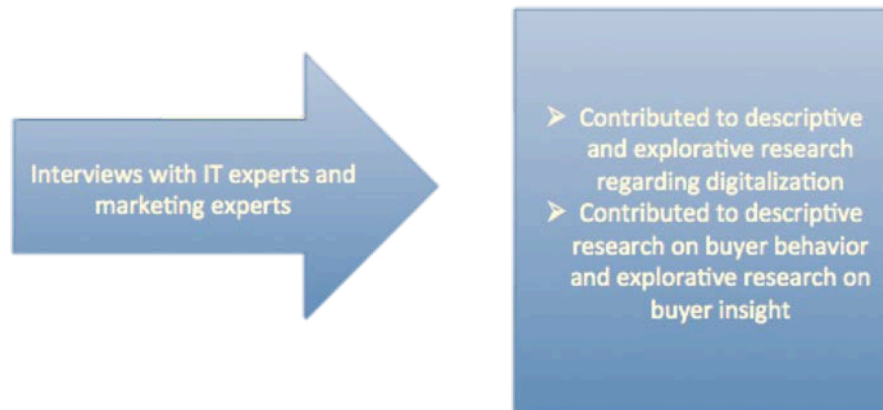 Interviews with IT experts and
marketing experts
➢ Contributed to descriptive
and explorative research
regarding digitalization
➢ Contributed to descriptive
research on buyer behavior
and explorative research on
buyer insight